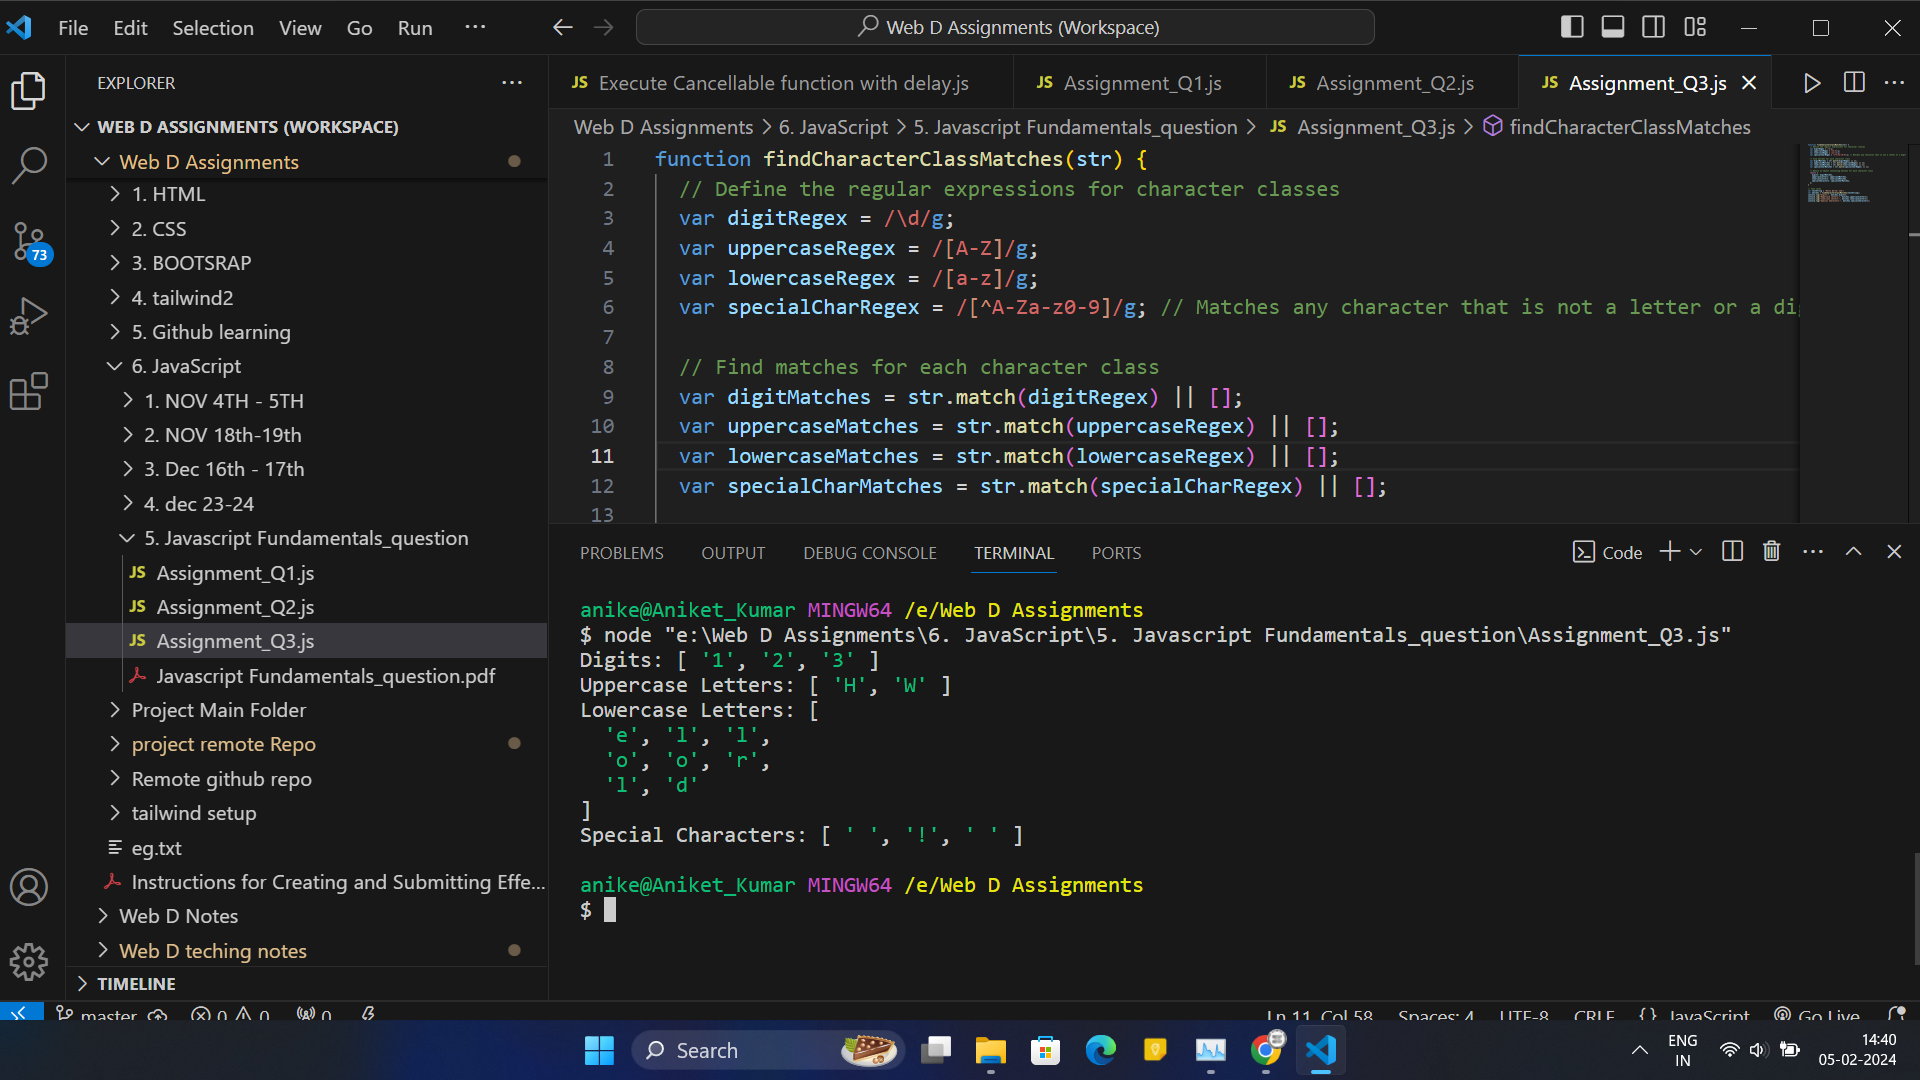 File Edit Selection View Go Run ··· Web D Assignments (Workspace)
EXPLORER
WEB D ASSIGNMENTS (WORKSPACE)
Web D Assignments
1. HTML
2. CSS
3. BOOTSRAP
4. tailwind2
5. Github learning
6. JavaScript
1. NOV 4TH - 5TH
2. NOV 18th-19th
3. Dec 16th - 17th
4. dec 23-24
5. Javascript Fundamentals_question
JS Assignment_Q1.js
JS Assignment_Q2.js
JS Assignment_Q3.js
Javascript Fundamentals_question.pdf
Project Main Folder
project remote Repo
Remote github repo
tailwind setup
eg.txt
Instructions for Creating and Submitting Effe...
Web D Notes
Web D teching notes
TIMELINE
73
JS Execute Cancellable function with delay.js JS Assignment_Q1.js JS Assignment_Q2.js JS Assignment_Q3.js
Web D Assignments > 6. JavaScript > 5. Javascript Fundamentals_question > JS Assignment_Q3.js > findCharacterClassMatches
1 function findCharacterClassMatches(str) {
2 // Define the regular expressions for character classes
3 var digitRegex = /\d/g;
4 var uppercaseRegex = /[A-Z]/g;
5 var lowercaseRegex = /[a-z]/g;
6 var specialCharRegex = /[^A-Za-z0-9]/g; // Matches any character that is not a letter or a di
7
8 // Find matches for each character class
9 var digitMatches = str.match(digitRegex) || [];
10 var uppercaseMatches = str.match(uppercaseRegex) || [];
11 var lowercaseMatches = str.match(lowercaseRegex) || [];
12 var specialCharMatches = str.match(specialCharRegex) || [];
13
PROBLEMS OUTPUT DEBUG CONSOLE TERMINAL PORTS Code
anike@Aniket_Kumar MINGW64 /e/Web D Assignments
$ node "e:\Web D Assignments\6. JavaScript\5. Javascript Fundamentals_question\Assignment_Q3.js"
Digits: [ '1', '2', '3' ]
Uppercase Letters: [ 'H', 'W' ]
Lowercase Letters: [
'e', 'l', 'l',
'o', 'o', 'r',
'l', 'd'
]
Special Characters: [ ' ', '!', ' ' ]
anike@Aniket_Kumar MINGW64 /e/Web D Assignments
$
master 0 0 0 Ln 11, Col 58 Spaces: 4 UTF-8 CRLF {} JavaScript Go Live
Search
ENG
IN
14:40
05-02-2024